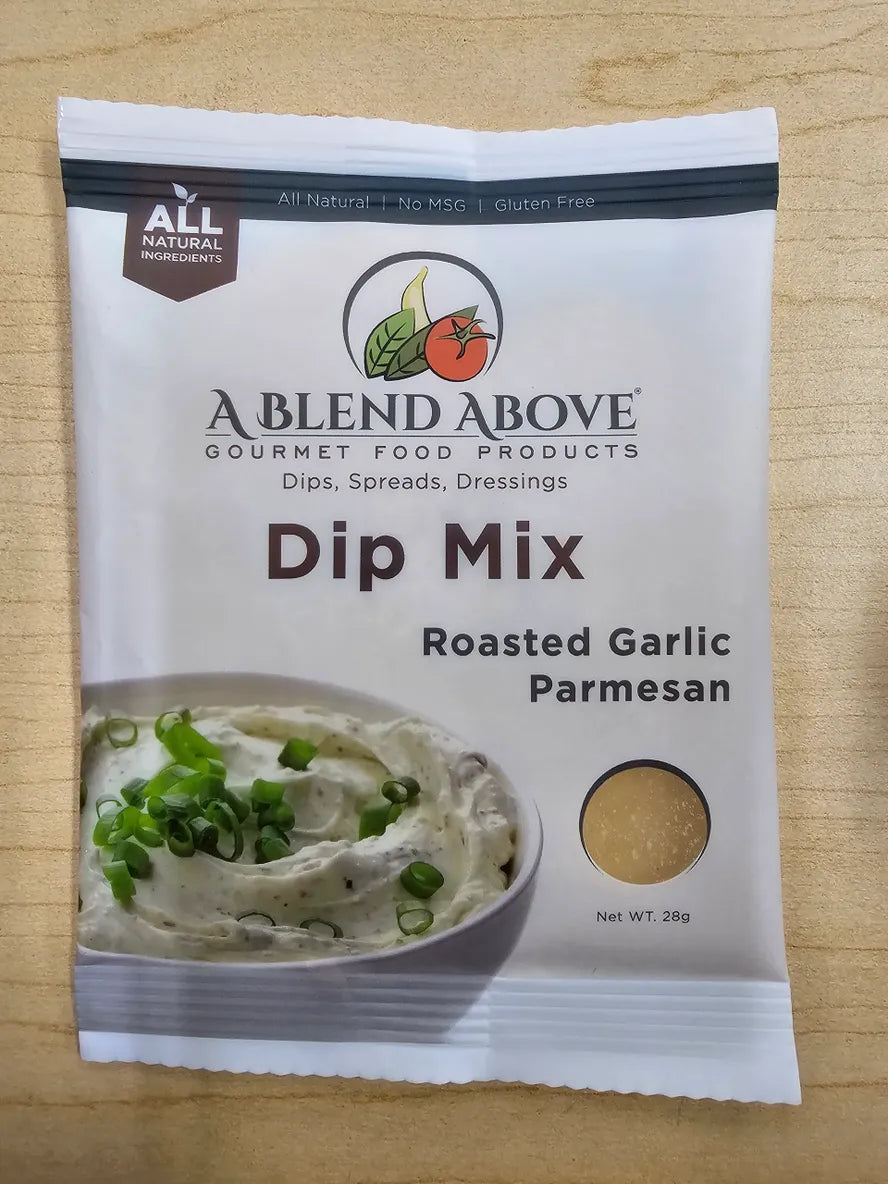 All Natural | No MSG | Gluten Free
ALL
NATURAL
INGREDIENTS
A BLEND ABOVE®
GOURMET FOOD PRODUCTS
Dips, Spreads, Dressings
Dip Mix
Roasted Garlic
Parmesan
Net WT. 28g